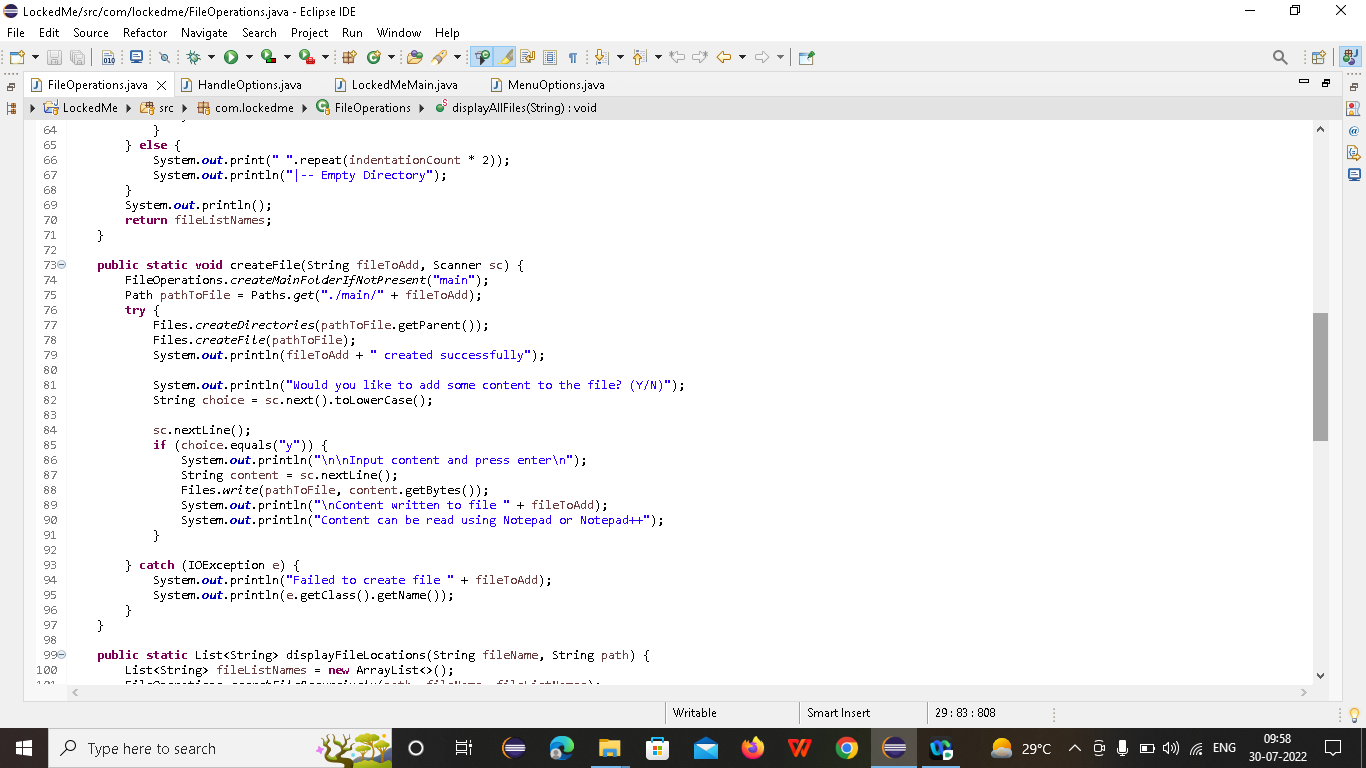 LockedMe/src/com/lockedme/FileOperations.java - Eclipse IDE
File Edit Source Refactor Navigate Search Project Run Window Help
FileOperations.java HandleOptions.java LockedMeMain.java MenuOptions.java
LockedMe src com.lockedme FileOperations displayAllFiles(String) : void
64 }
65 } else {
66 System.out.print(" ".repeat(indentationCount * 2));
67 System.out.println("|-- Empty Directory");
68 }
69 System.out.println();
70 return fileListNames;
71 }
72
73 public static void createFile(String fileToAdd, Scanner sc) {
74 FileOperations.createMainFolderIfNotPresent("main");
75 Path pathToFile = Paths.get("./main/" + fileToAdd);
76 try {
77 Files.createDirectories(pathToFile.getParent());
78 Files.createFile(pathToFile);
79 System.out.println(fileToAdd + " created successfully");
80
81 System.out.println("Would you like to add some content to the file? (Y/N)");
82 String choice = sc.next().toLowerCase();
83
84 sc.nextLine();
85 if (choice.equals("y")) {
86 System.out.println("\n\nInput content and press enter\n");
87 String content = sc.nextLine();
88 Files.write(pathToFile, content.getBytes());
89 System.out.println("\nContent written to file " + fileToAdd);
90 System.out.println("Content can be read using Notepad or Notepad++");
91 }
92
93 } catch (IOException e) {
94 System.out.println("Failed to create file " + fileToAdd);
95 System.out.println(e.getClass().getName());
96 }
97 }
98
99 public static List<String> displayFileLocations(String fileName, String path) {
100 List<String> fileListNames = new ArrayList<>();
Writable Smart Insert 29 : 83 : 808
Type here to search 29°C ENG 09:58
30-07-2022